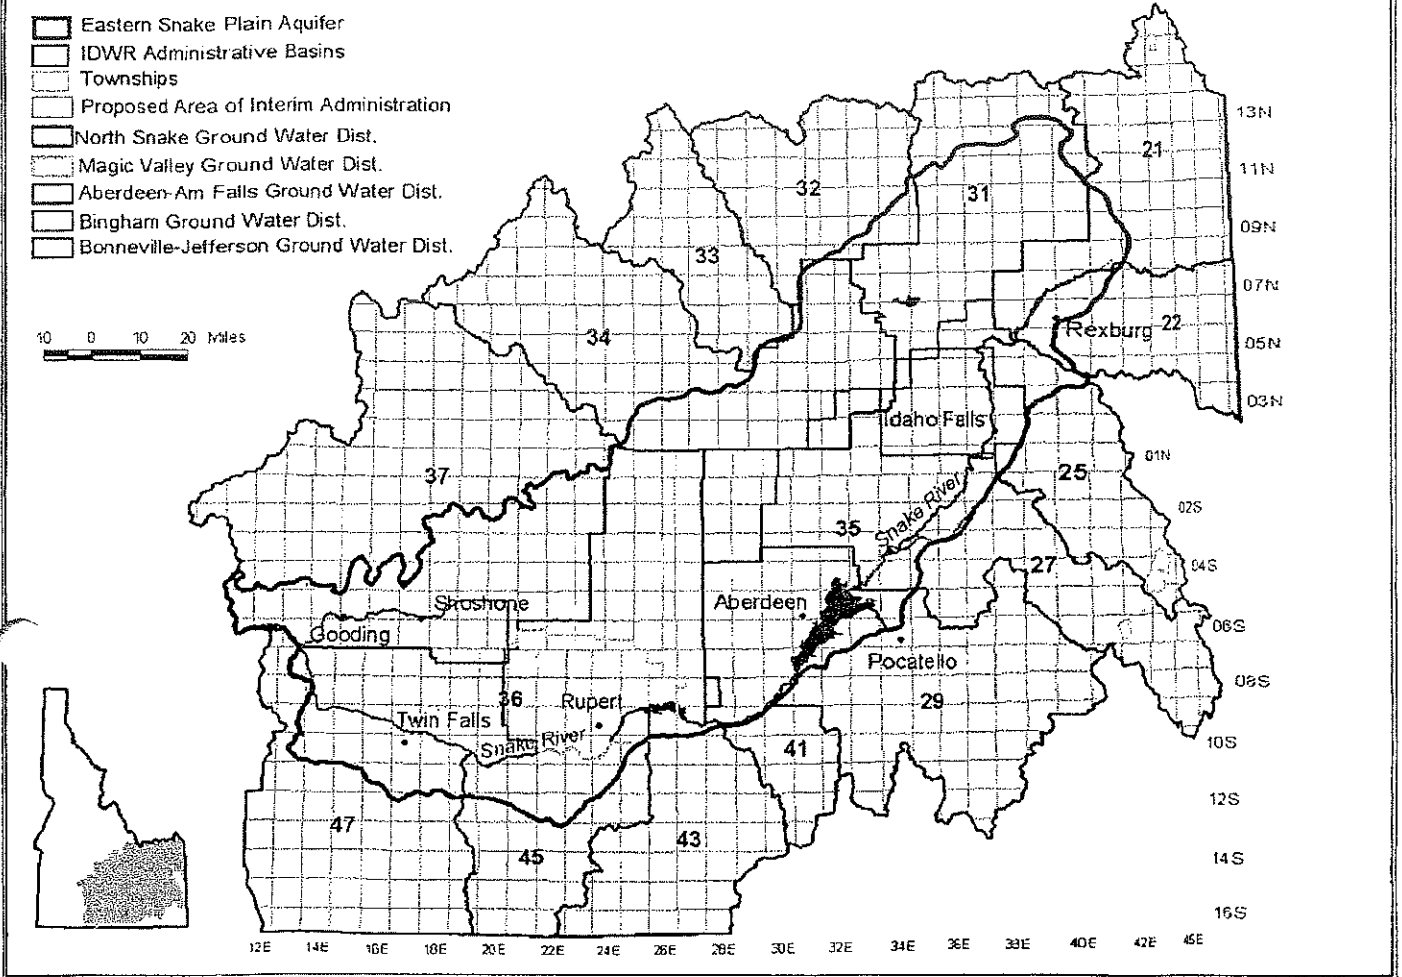 Eastern Snake Plain Aquifer
IDWR Administrative Basins
Townships
Proposed Area of Interim Administration
North Snake Ground Water Dist.
Magic Valley Ground Water Dist.
Aberdeen-Am Falls Ground Water Dist.
Bingham Ground Water Dist.
Bonneville-Jefferson Ground Water Dist.
10 0 10 20 Miles
13N
21
11N
32
31
09N
33
07N
Rexburg 22
34
05N
03N
Idaho Falls
01N
37
25
02S
Snake River
35
27
04S
Shoshone
Aberdeen
06S
Gooding
Pocatello
08S
36
Rupert
29
Twin Falls
Snake River
41
10S
12S
47
43
45
14S
16S
12E 14E 16E 18E 20E 22E 24E 26E 28E 30E 32E 34E 36E 38E 40E 42E 45E